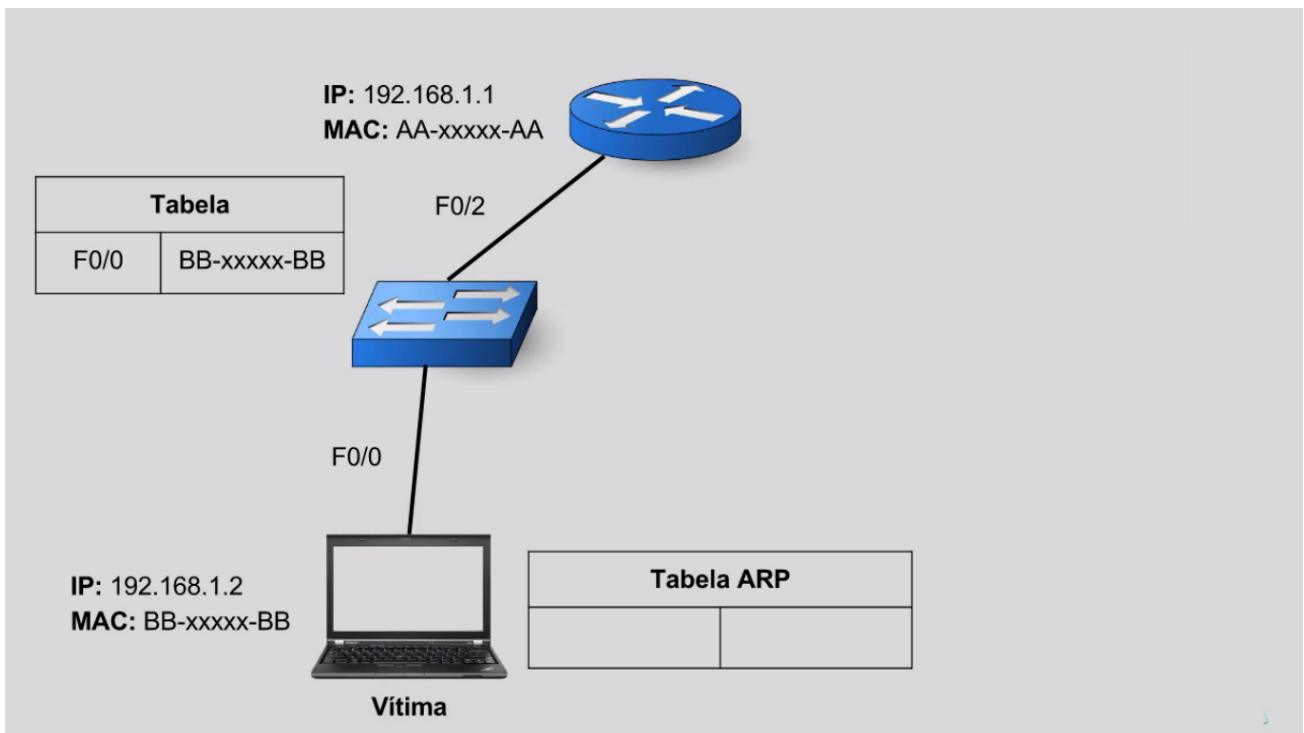 IP: 192.168.1.1
MAC: AA-xxxxx-AA
Tabela
F0/0 BB-xxxxx-BB
F0/2
F0/0
IP: 192.168.1.2
MAC: BB-xxxxx-BB
Tabela ARP
Vítima